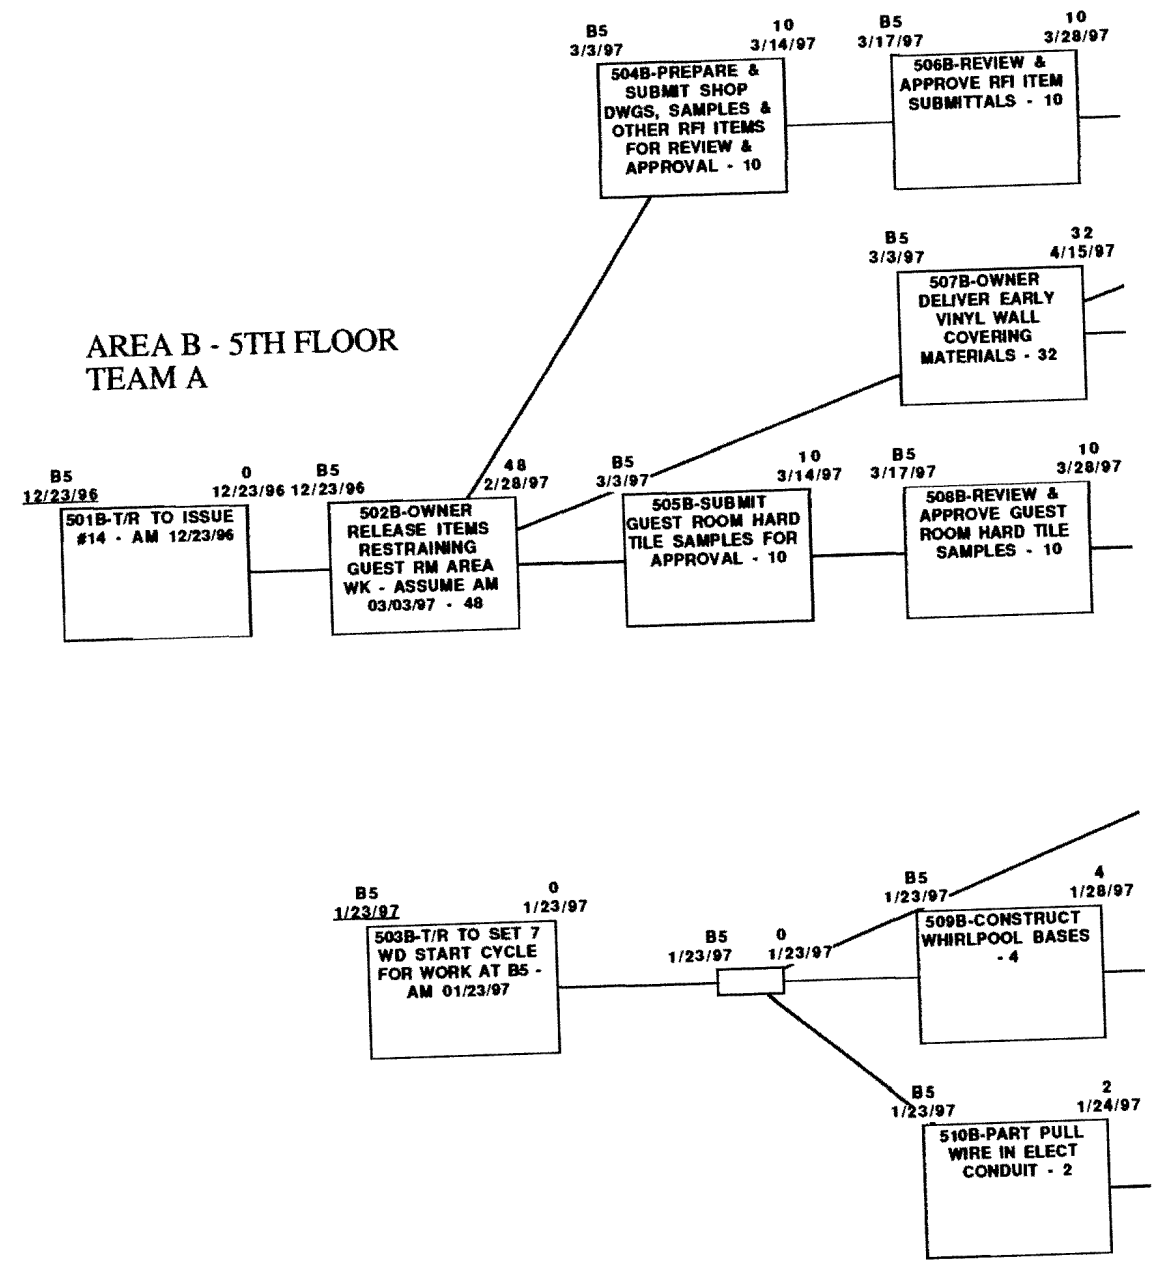 B5 10
3/3/97 3/14/97
504B-PREPARE &
SUBMIT SHOP
DWGS, SAMPLES &
OTHER RFI ITEMS
FOR REVIEW &
APPROVAL - 10
B5 10
3/17/97 3/28/97
506B-REVIEW &
APPROVE RFI ITEM
SUBMITTALS - 10
B5 32
3/3/97 4/15/97
507B-OWNER
DELIVER EARLY
VINYL WALL
COVERING
MATERIALS - 32
AREA B - 5TH FLOOR
TEAM A
B5 0
12/23/96 12/23/96
501B-T/R TO ISSUE
#14 - AM 12/23/96
B5 48
12/23/96 2/28/97
502B-OWNER
RELEASE ITEMS
RESTRAINING
GUEST RM AREA
WK - ASSUME AM
03/03/97 - 48
B5 10
3/3/97 3/14/97
505B-SUBMIT
GUEST ROOM HARD
TILE SAMPLES FOR
APPROVAL - 10
B5 10
3/17/97 3/28/97
508B-REVIEW &
APPROVE GUEST
ROOM HARD TILE
SAMPLES - 10
B5 0
1/23/97 1/23/97
503B-T/R TO SET 7
WD START CYCLE
FOR WORK AT B5 -
AM 01/23/97
B5 0
1/23/97 1/23/97
B5 4
1/23/97 1/28/97
509B-CONSTRUCT
WHIRLPOOL BASES
- 4
B5 2
1/23/97 1/24/97
510B-PART PULL
WIRE IN ELECT
CONDUIT - 2